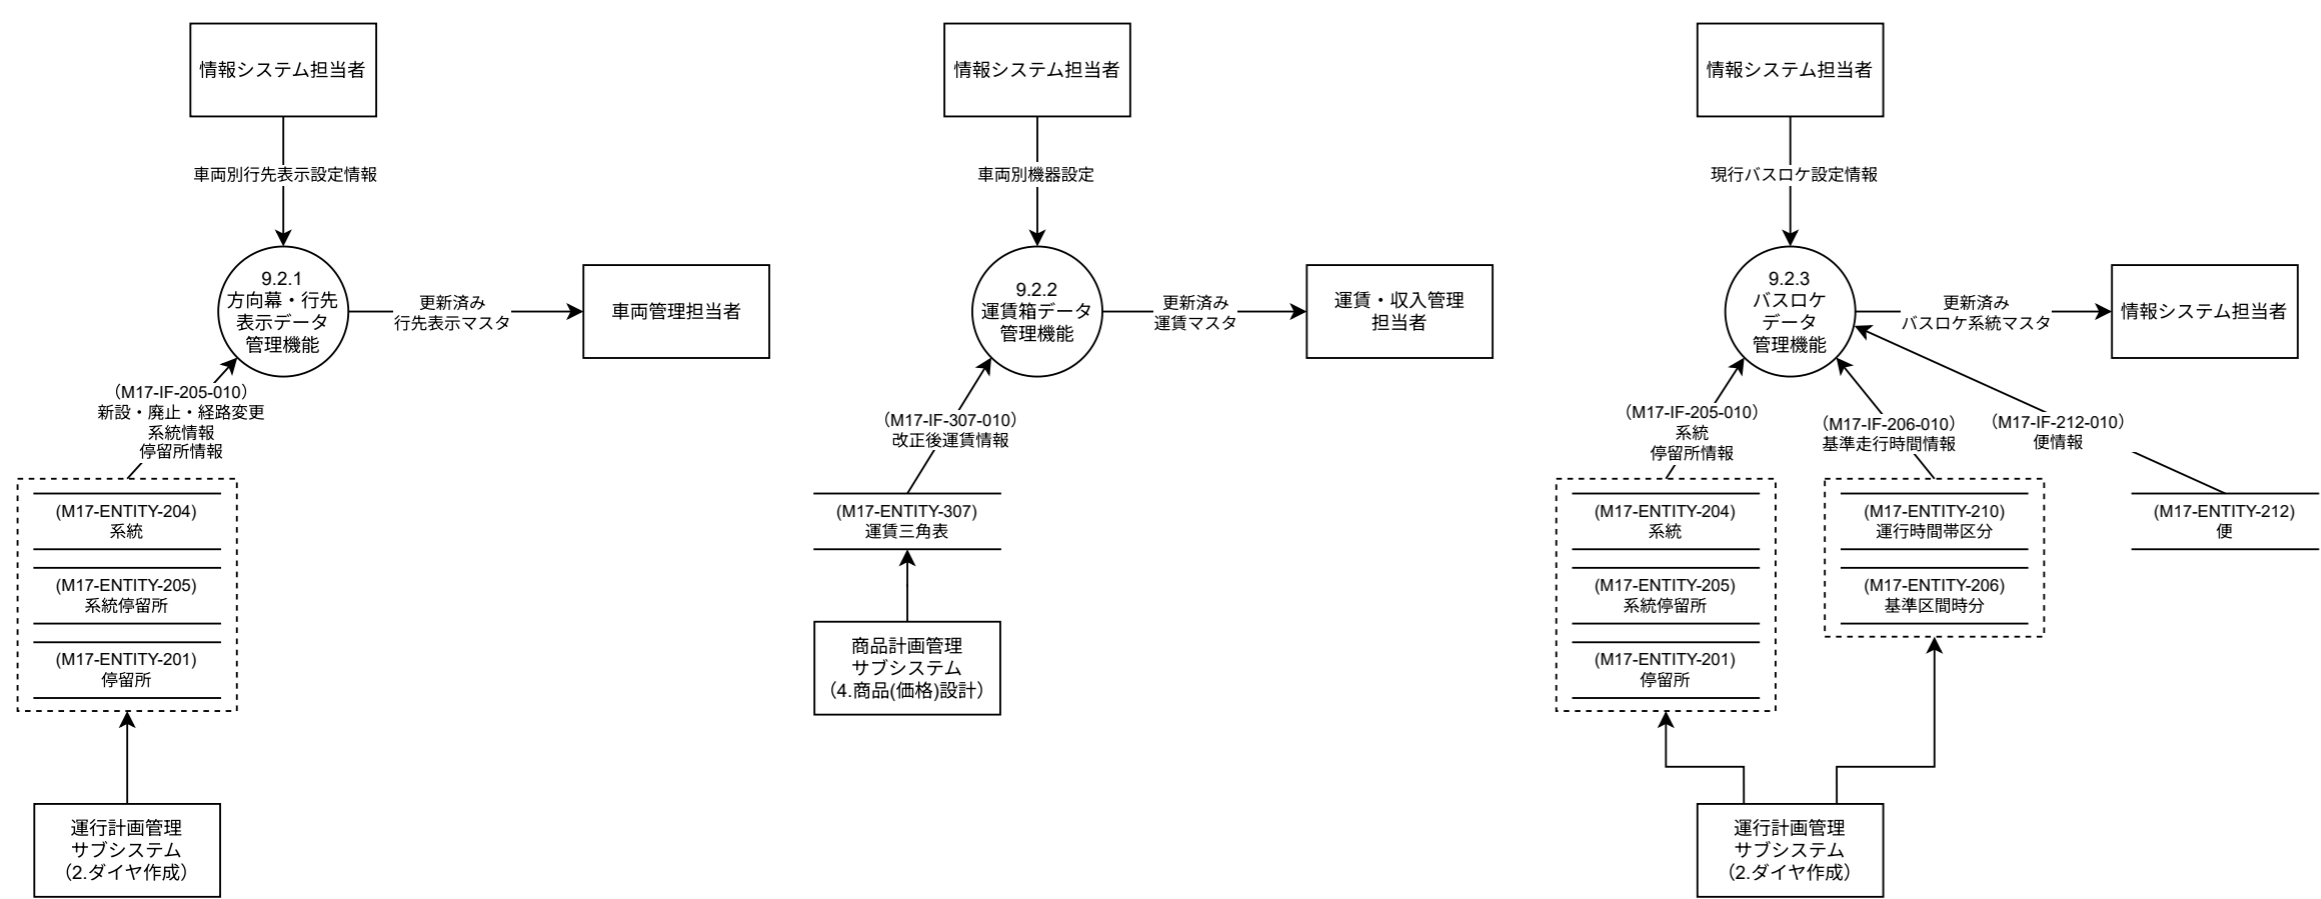 情報システム担当者
車両別行先表示設定情報
9.2.1
方向幕・行先
表示データ
管理機能
更新済み
行先表示マスタ
車両管理担当者
（M17-IF-205-010）
新設・廃止・経路変更
系統情報
停留所情報
(M17-ENTITY-204)
系統
(M17-ENTITY-205)
系統停留所
(M17-ENTITY-201)
停留所
運行計画管理
サブシステム
（2.ダイヤ作成）
情報システム担当者
車両別機器設定
9.2.2
運賃箱データ
管理機能
更新済み
運賃マスタ
運賃・収入管理
担当者
（M17-IF-307-010）
改正後運賃情報
(M17-ENTITY-307)
運賃三角表
商品計画管理
サブシステム
（4.商品(価格)設計）
情報システム担当者
現行バスロケ設定情報
9.2.3
バスロケ
データ
管理機能
更新済み
バスロケ系統マスタ
情報システム担当者
（M17-IF-205-010）
系統
停留所情報
（M17-IF-206-010）
基準走行時間情報
（M17-IF-212-010）
便情報
(M17-ENTITY-204)
系統
(M17-ENTITY-205)
系統停留所
(M17-ENTITY-201)
停留所
(M17-ENTITY-210)
運行時間帯区分
(M17-ENTITY-206)
基準区間時分
(M17-ENTITY-212)
便
運行計画管理
サブシステム
（2.ダイヤ作成）